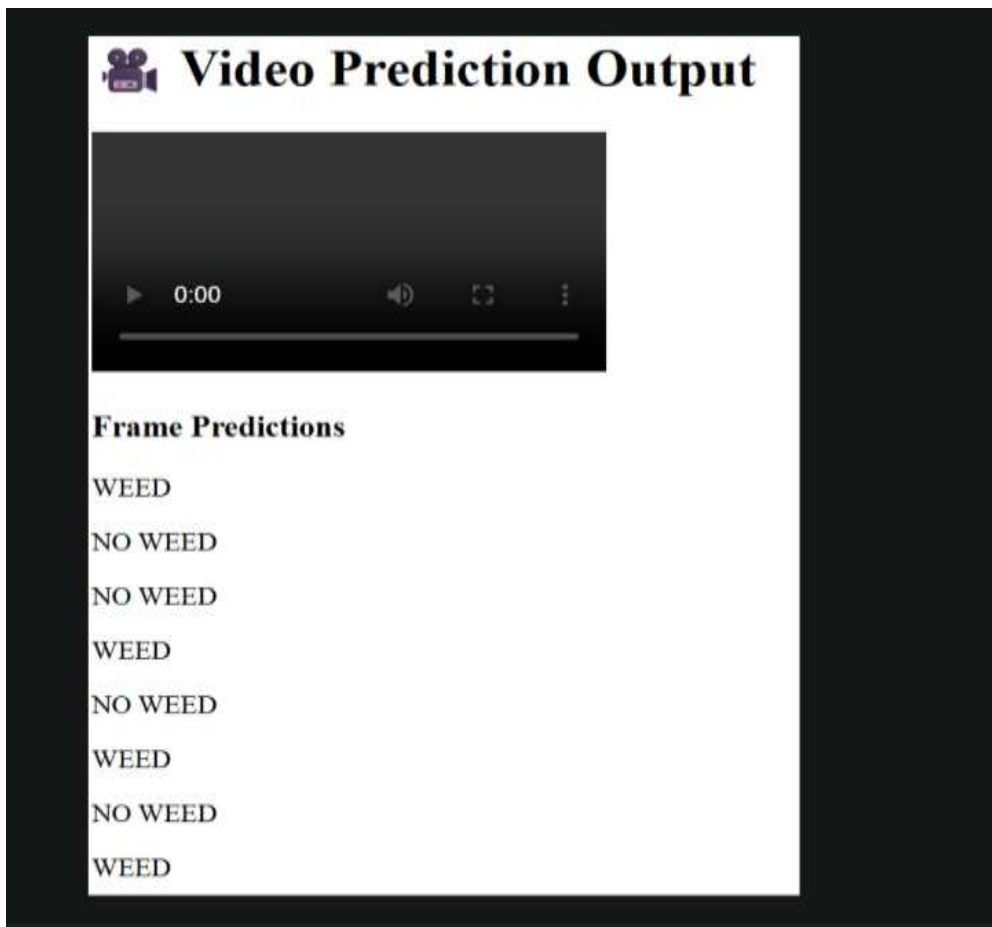 🎥 Video Prediction Output
0:00
Frame Predictions
WEED
NO WEED
NO WEED
WEED
NO WEED
WEED
NO WEED
WEED